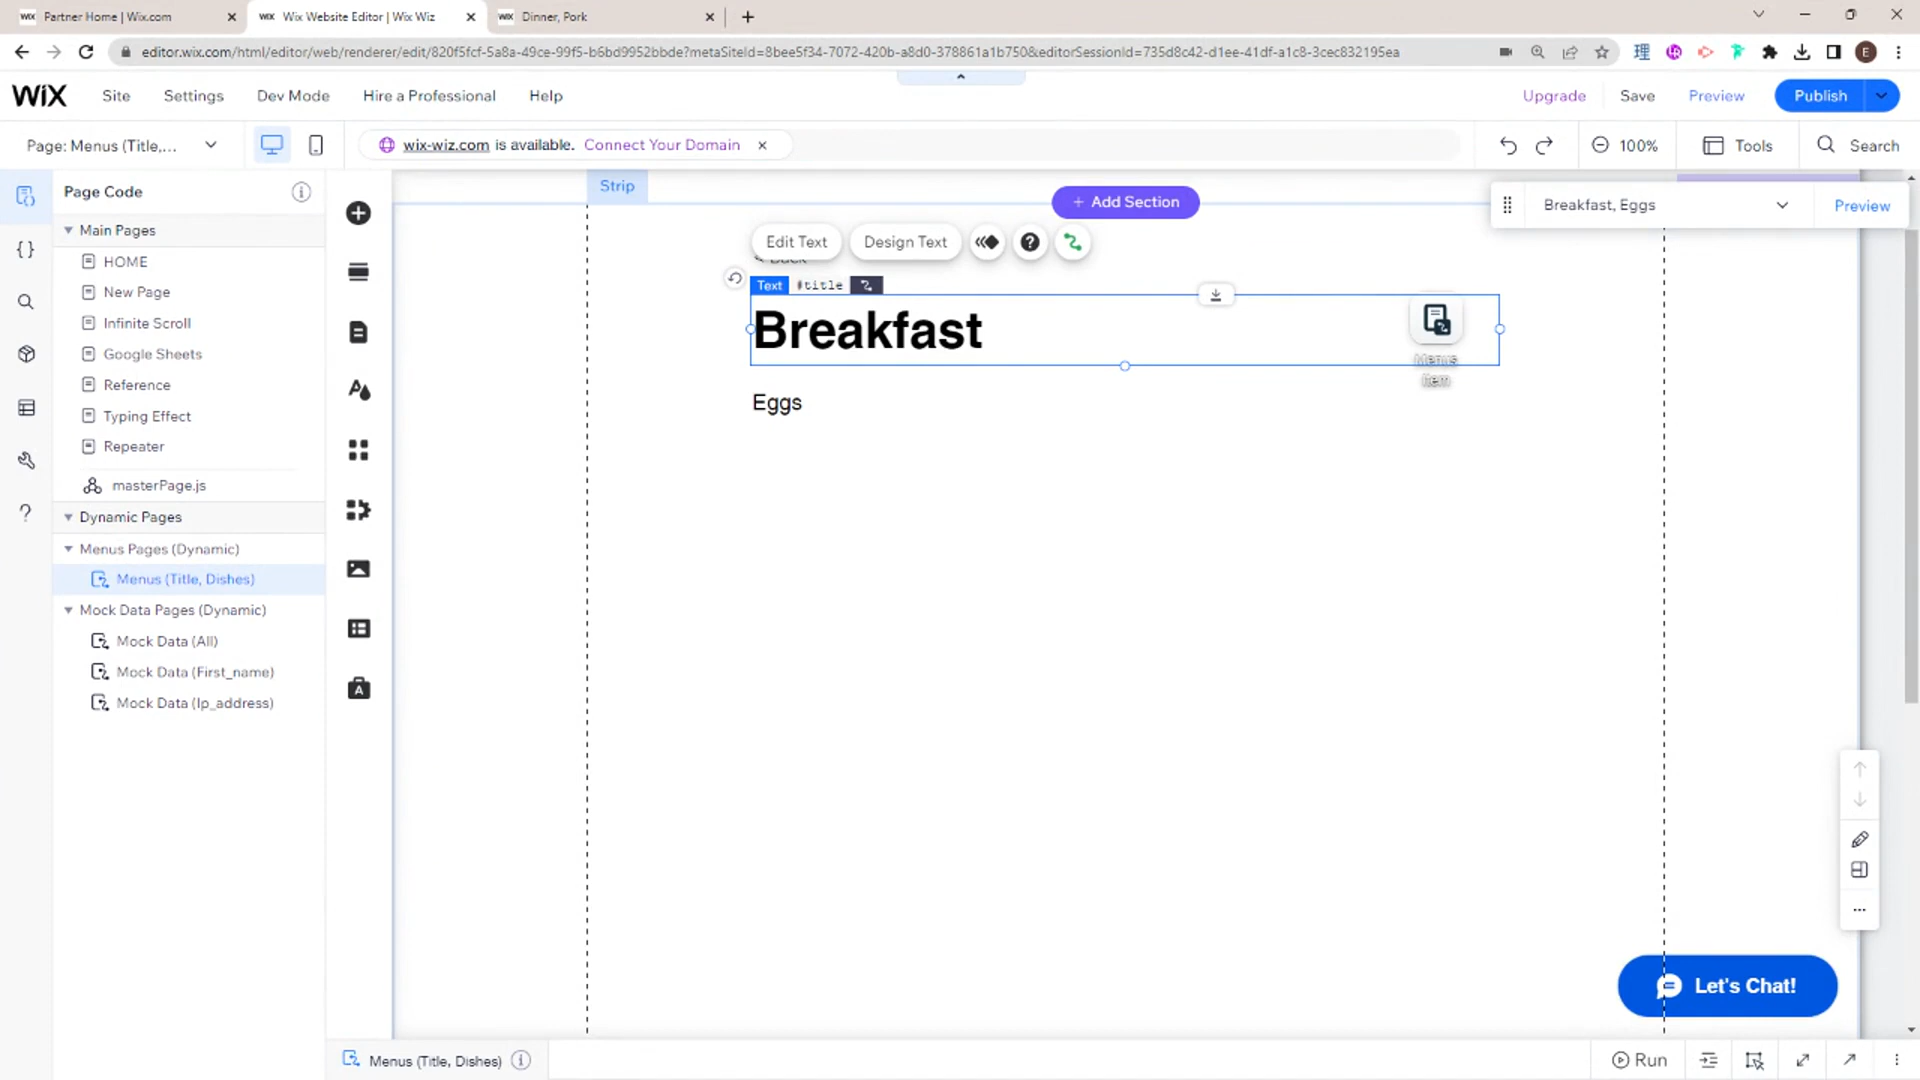 Partner Home | Wix.com
Wix Website Editor | Wix Wiz
Dinner, Pork
editor.wix.com/html/editor/web/renderer/edit/820f5fcf-5a8a-49ce-99f5-b6bd9952bbde?metaSiteId=8bee5f34-7072-420b-a8d0-378861a1b750&editorSessionId=735d8c42-d1ee-41df-a1c8-3cec832195ea
理
E
WiX
Site
Settings
Dev Mode
Hire a Professional
Help
Upgrade
Save
Preview
Publish
Page: Menus (Title,...
wix-wiz.com is available. Connect Your Domain
100%
Tools
Search
Page Code
Strip
+ Add Section
Breakfast, Eggs
Preview
Main Pages
HOME
New Page
Infinite Scroll
Google Sheets
Reference
Typing Effect
Repeater
masterPage.js
Dynamic Pages
Menus Pages (Dynamic)
Menus (Title, Dishes)
Mock Data Pages (Dynamic)
Mock Data (All)
Mock Data (First_name)
Mock Data (Ip_address)
Edit Text
Design Text
< Back
Text
#title
Breakfast
Menus
item
Eggs
Let's Chat!
Menus (Title, Dishes)
Run